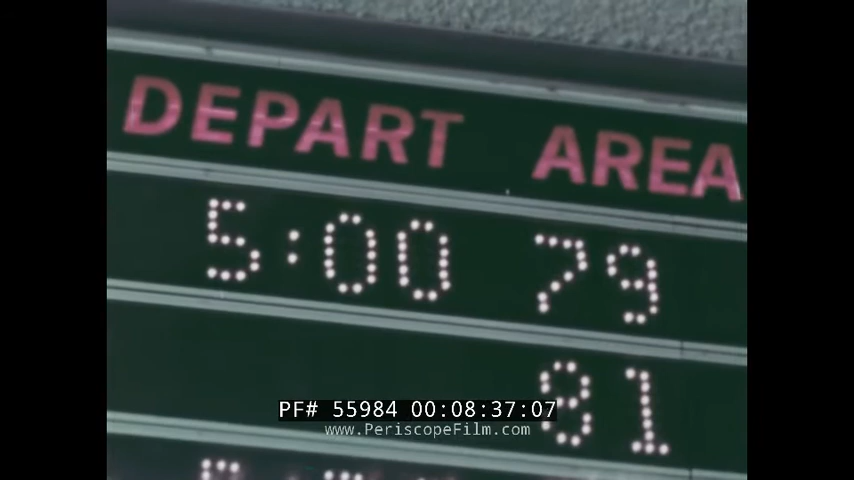 DEPART AREA
5:00 79
81
PF# 55984 00:08:37:07
www.PeriscopeFilm.com